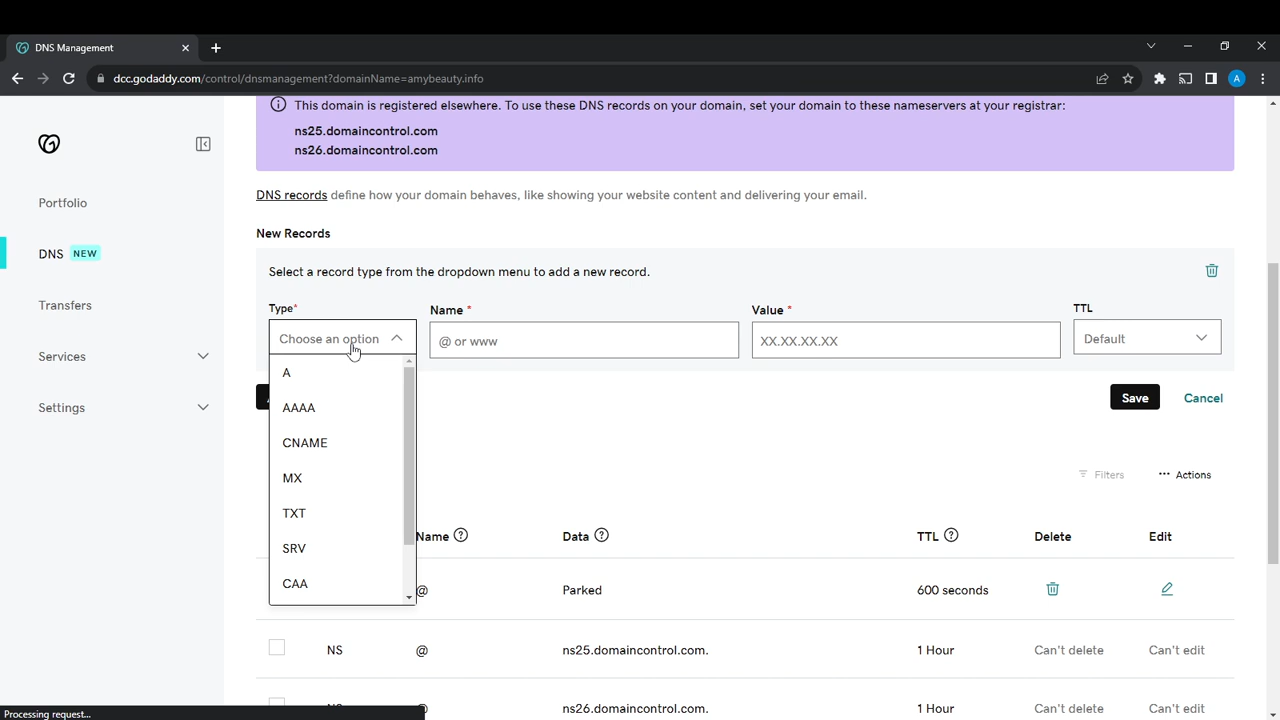 DNS Management
dcc.godaddy.com/control/dnsmanagement?domainName=amybeauty.info
A
This domain is registered elsewhere. To use these DNS records on your domain, set your domain to these nameservers at your registrar:
ns25.domaincontrol.com
ns26.domaincontrol.com
Portfolio
DNS NEW
Transfers
Services
Settings
DNS records define how your domain behaves, like showing your website content and delivering your email.
New Records
Select a record type from the dropdown menu to add a new record.
Type* Name * Value * TTL
Choose an option @ or www XX.XX.XX.XX Default
A
AAAA
CNAME
MX
TXT
SRV
CAA
Save Cancel
Filters ••• Actions
Name ? Data ? TTL ? Delete Edit
@ Parked 600 seconds
NS @ ns25.domaincontrol.com. 1 Hour Can't delete Can't edit
@ ns26.domaincontrol.com. 1 Hour Can't delete Can't edit
Processing request...